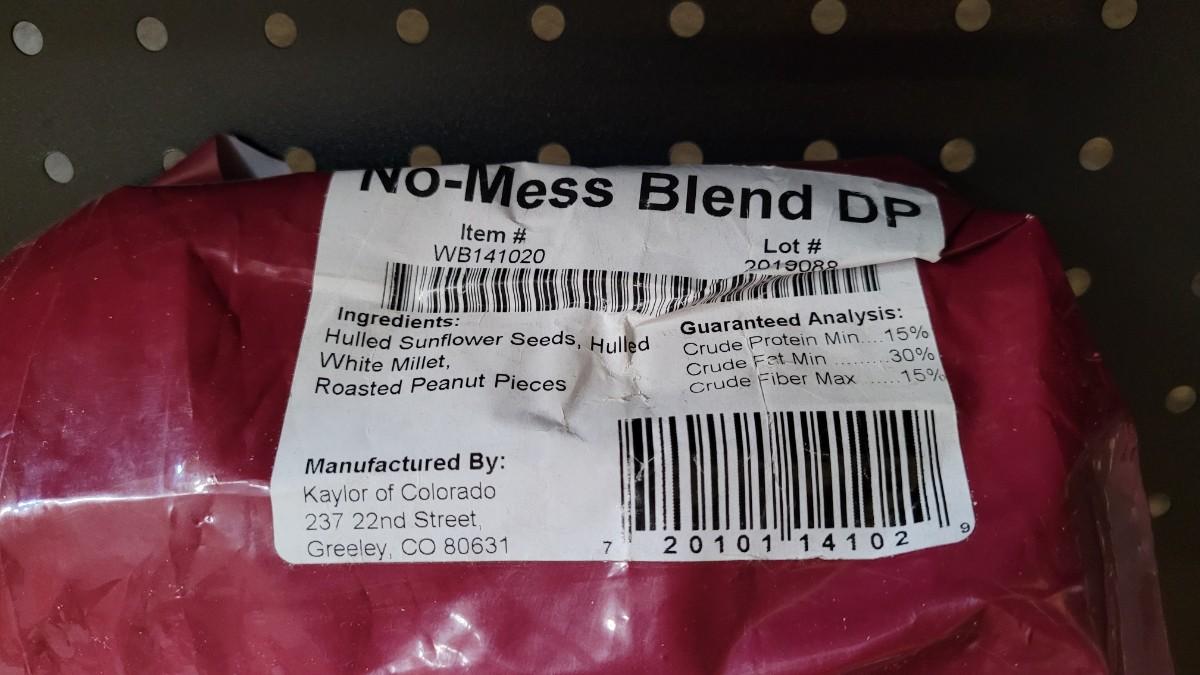 No-Mess Blend DP
Item #
WB141020
Lot #
2019088
Ingredients:
Hulled Sunflower Seeds, Hulled
White Millet,
Roasted Peanut Pieces
Guaranteed Analysis:
Crude Protein Min....15%
Crude Fat Min ..........30%
Crude Fiber Max ......15%
Manufactured By:
Kaylor of Colorado
237 22nd Street,
Greeley, CO 80631
7 20101 14102 9